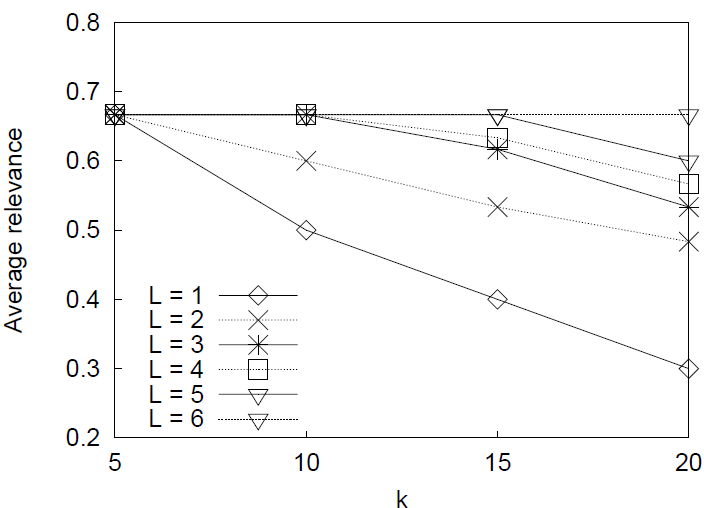 0.8
0.7
0.6
0.5
0.4
0.3
0.2
Average relevance
L = 1
L = 2
L = 3
L = 4
L = 5
L = 6
5 10 15 20
k